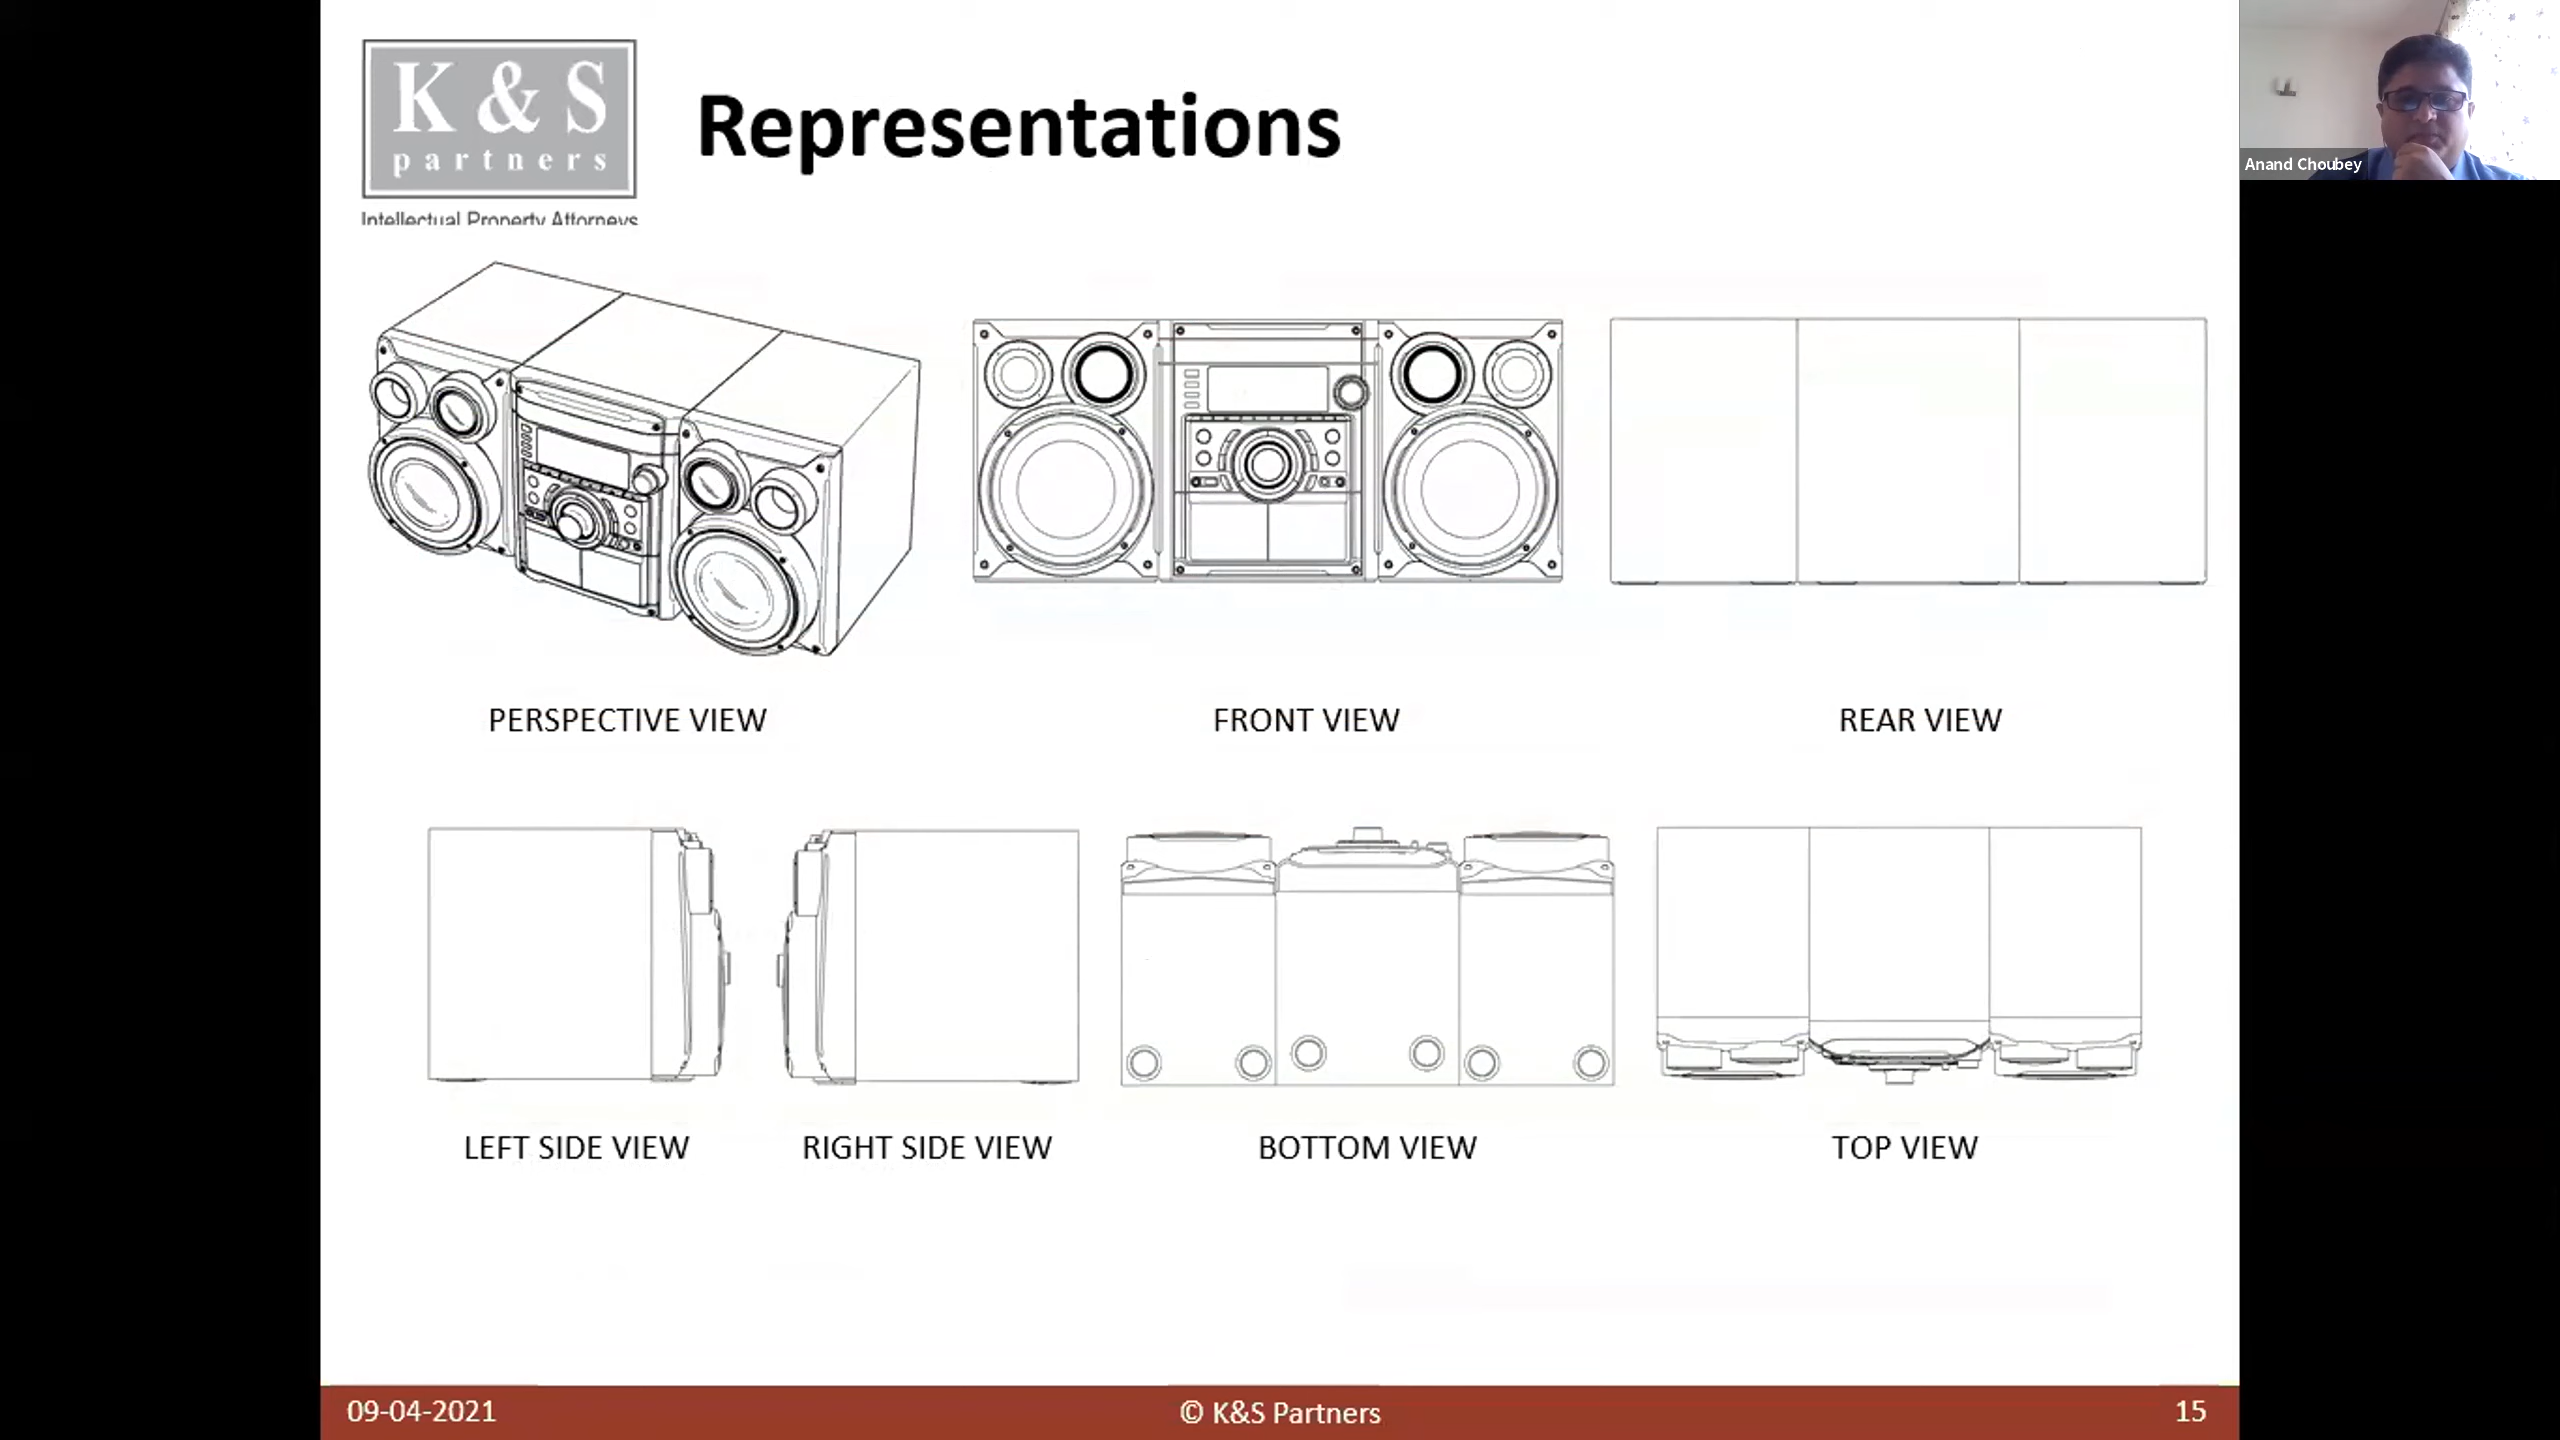 K & S
partners
Intellectual Property Attorneys
Representations
Anand Choubey
PERSPECTIVE VIEW
FRONT VIEW
REAR VIEW
LEFT SIDE VIEW
RIGHT SIDE VIEW
BOTTOM VIEW
TOP VIEW
09-04-2021
© K&S Partners
15